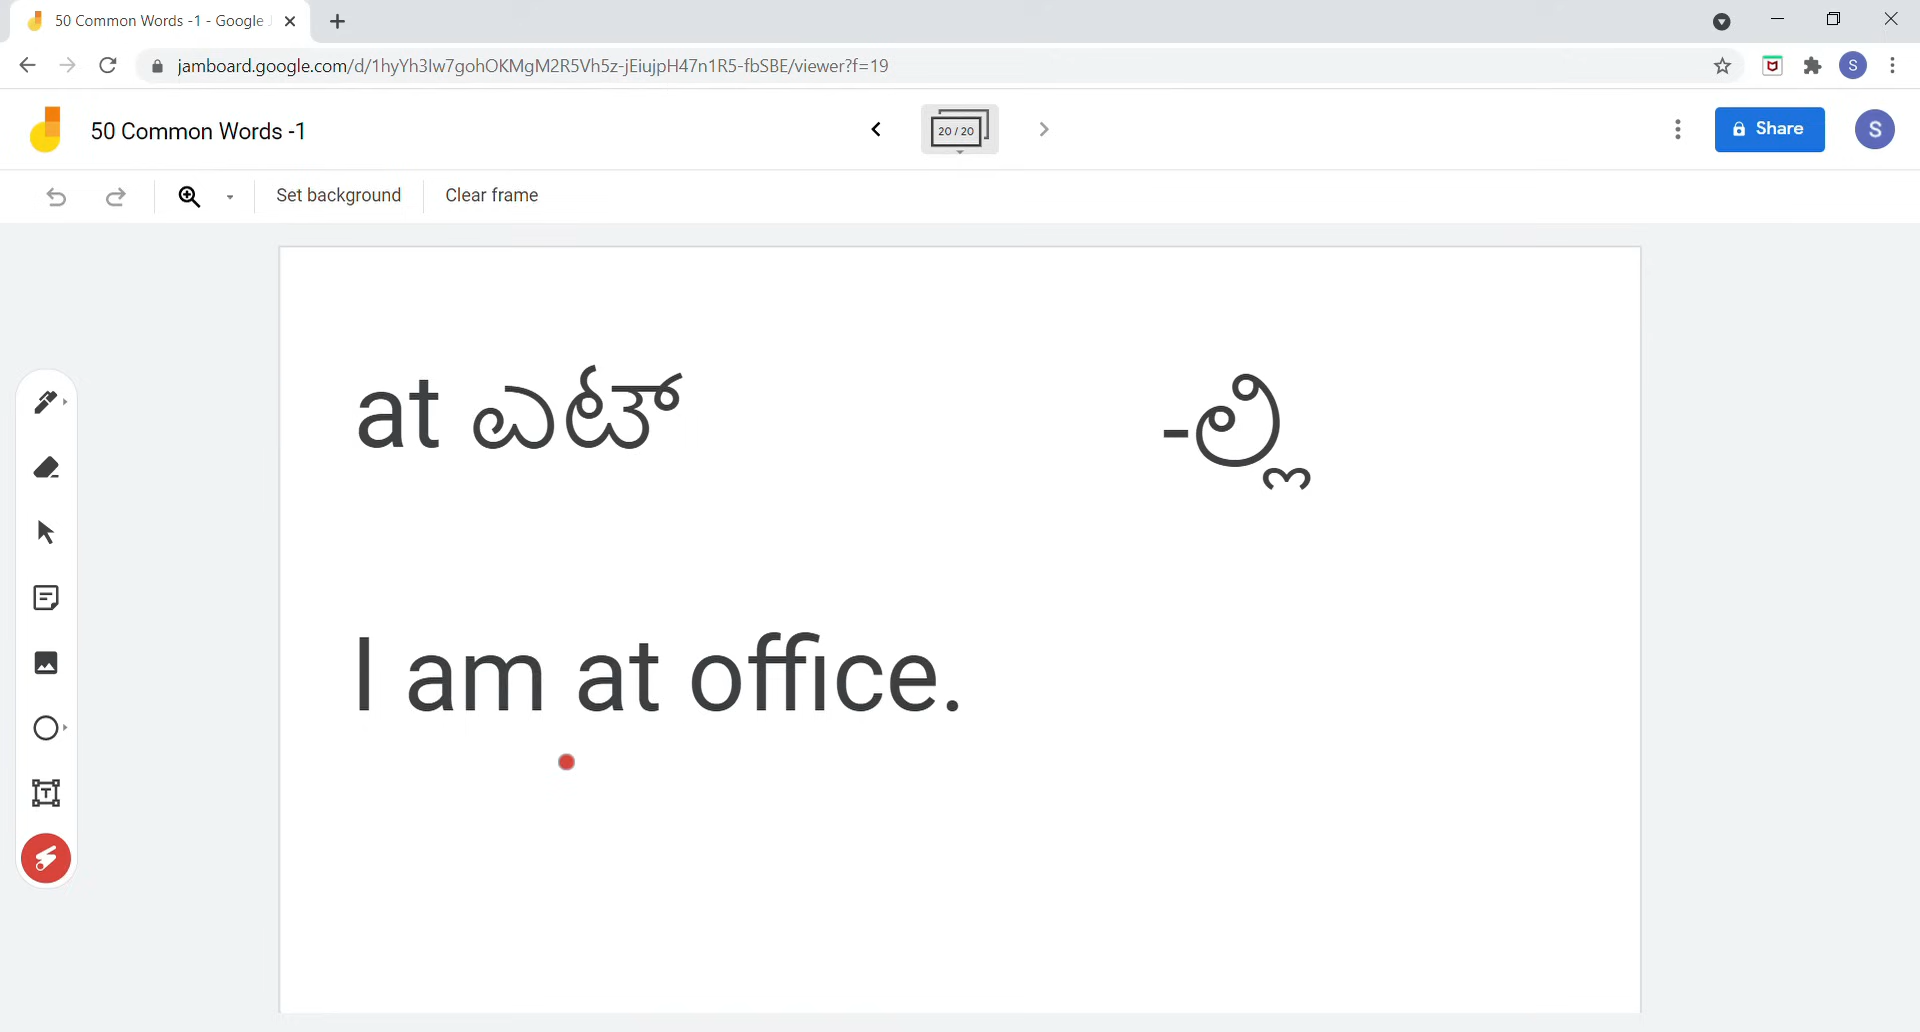 50 Common Words -1 - Google J
jamboard.google.com/d/1hyYh3Iw7gohOKMgM2R5Vh5z-jEiujpH47n1R5-fbSBE/viewer?f=19
S
50 Common Words -1
20 / 20
Share
S
Set background
Clear frame
at ಎಟ್
-ಲ್ಲಿ
I am at office.